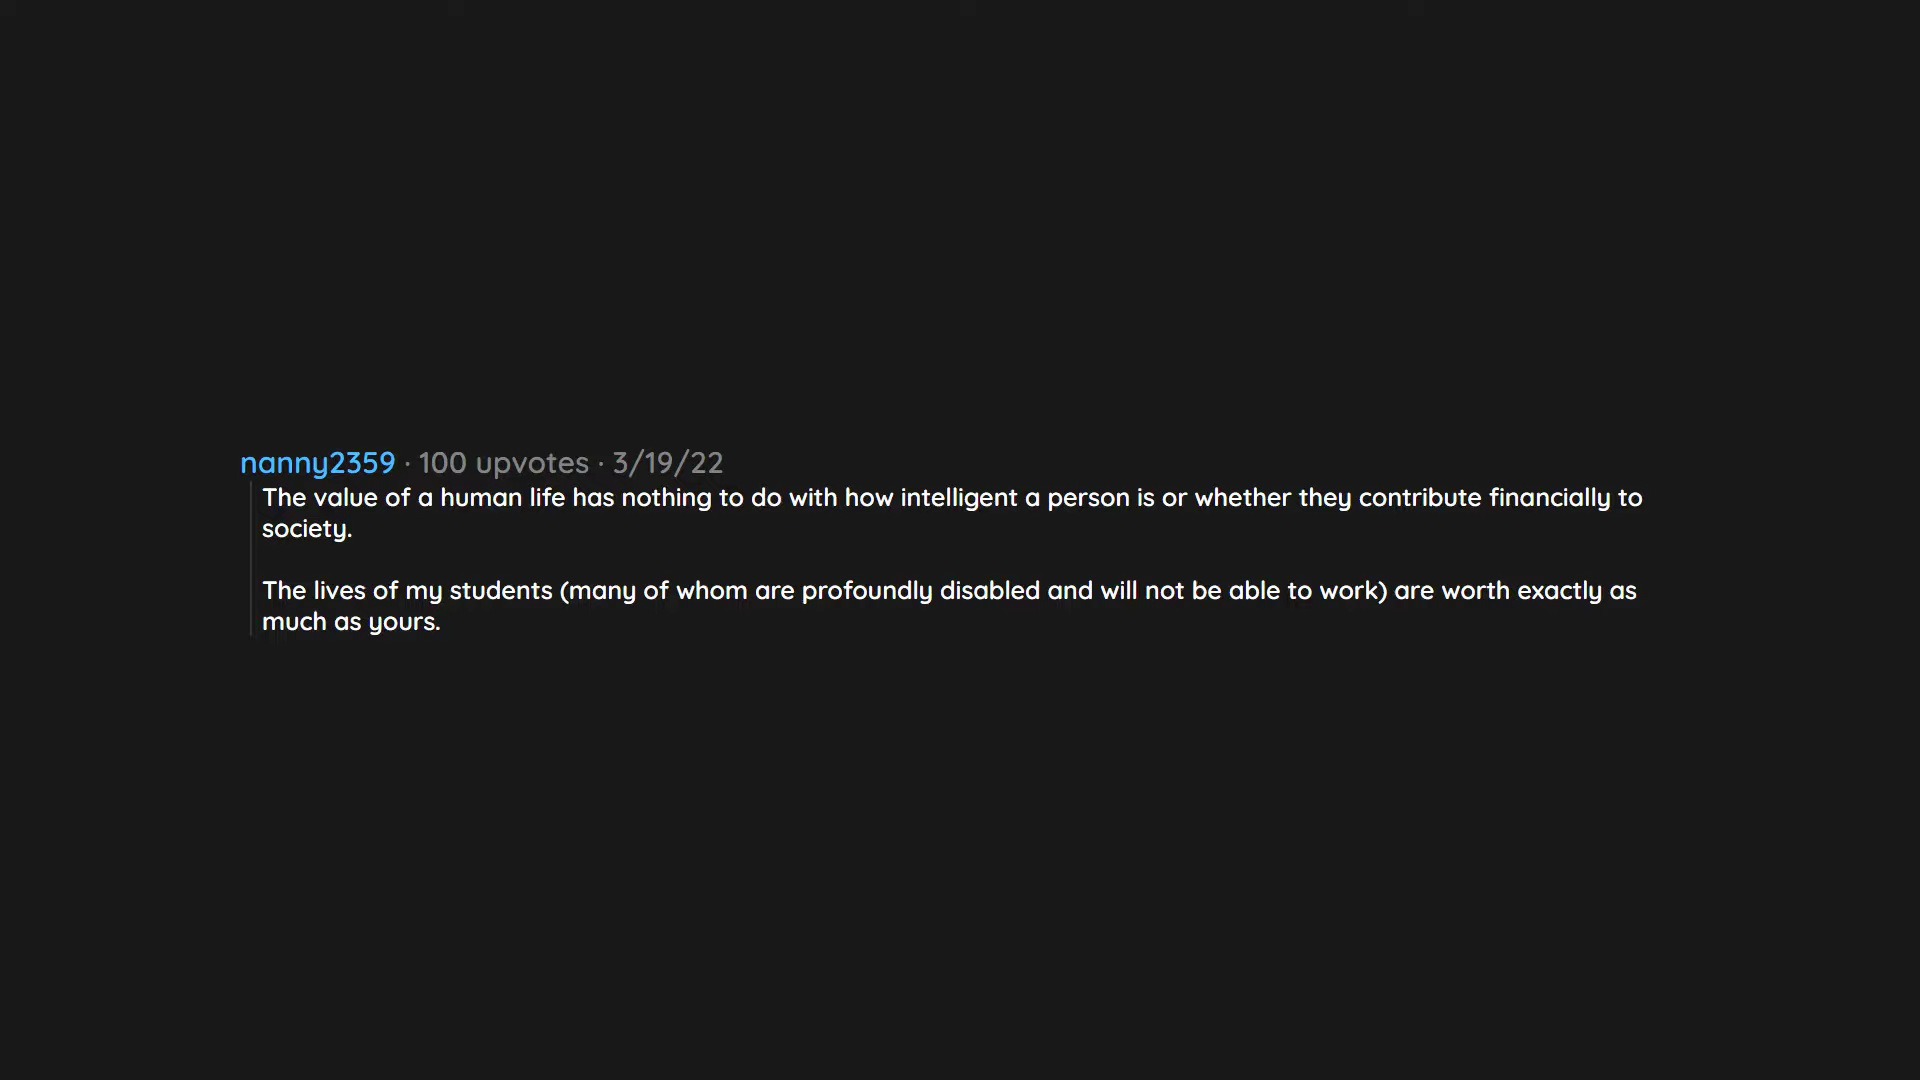 nanny2359 · 100 upvotes · 3/19/22
The value of a human life has nothing to do with how intelligent a person is or whether they contribute financially to
society.
The lives of my students (many of whom are profoundly disabled and will not be able to work) are worth exactly as
much as yours.